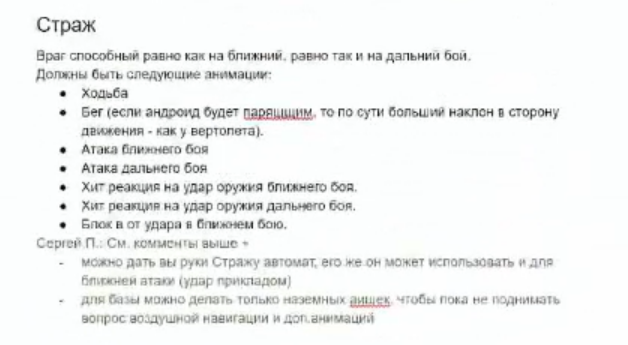 Страж
Враг способный равно как на ближний, равно так и на дальний бой.
Должны быть следующие анимации:
● Ходьба
● Бег (если андроид будет парящщим, то по сути больший наклон в сторону
движения - как у вертолета).
● Атака ближнего боя
● Атака дальнего боя
● Хит реакция на удар оружия ближнего боя.
● Хит реакция на удар оружия дальнего боя.
● Блок в от удара в ближнем бою.
Сергей П.: См. комменты выше +
- можно дать вы руки Стражу автомат, его же он может использовать и для
ближней атаки (удар прикладом)
- для базы можно делать только наземных аишек, чтобы пока не поднимать
вопрос воздушной навигации и доп.анимаций